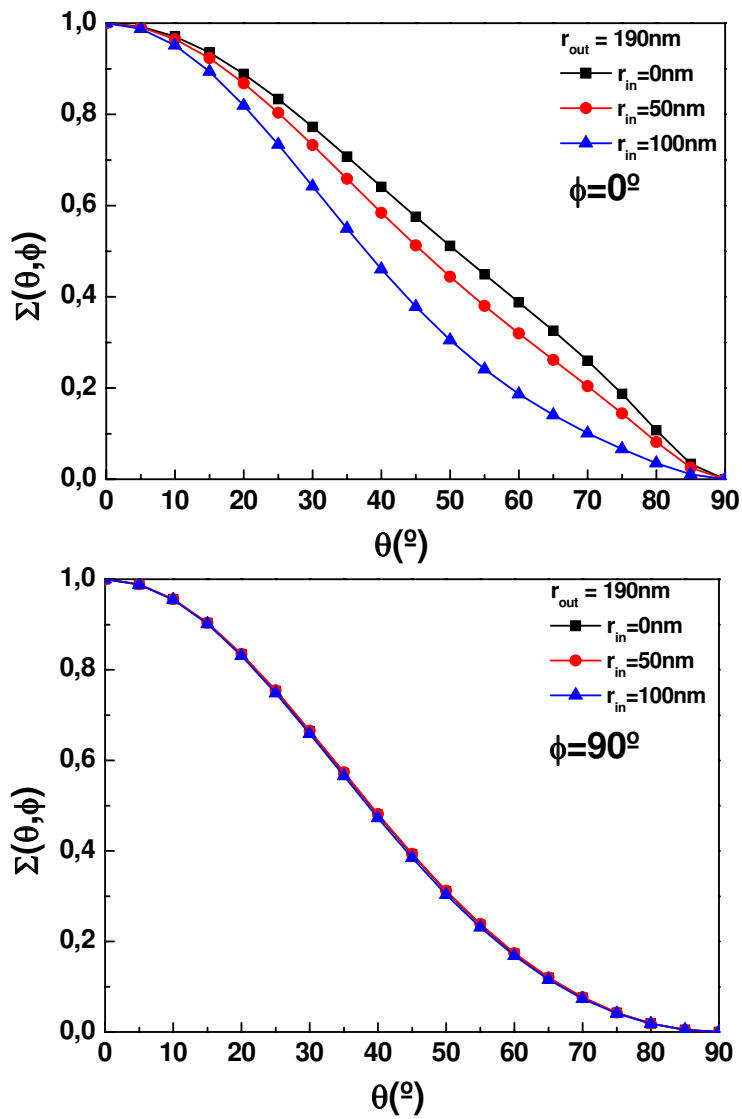 1,0
0,8
0,6
0,4
0,2
0,0
Σ(θ,ϕ)
r_out = 190nm
r_in=0nm
r_in=50nm
r_in=100nm
ϕ=0º
0 10 20 30 40 50 60 70 80 90
θ(º)
1,0
0,8
0,6
0,4
0,2
0,0
Σ(θ,ϕ)
r_out = 190nm
r_in=0nm
r_in=50nm
r_in=100nm
ϕ=90º
0 10 20 30 40 50 60 70 80 90
θ(º)